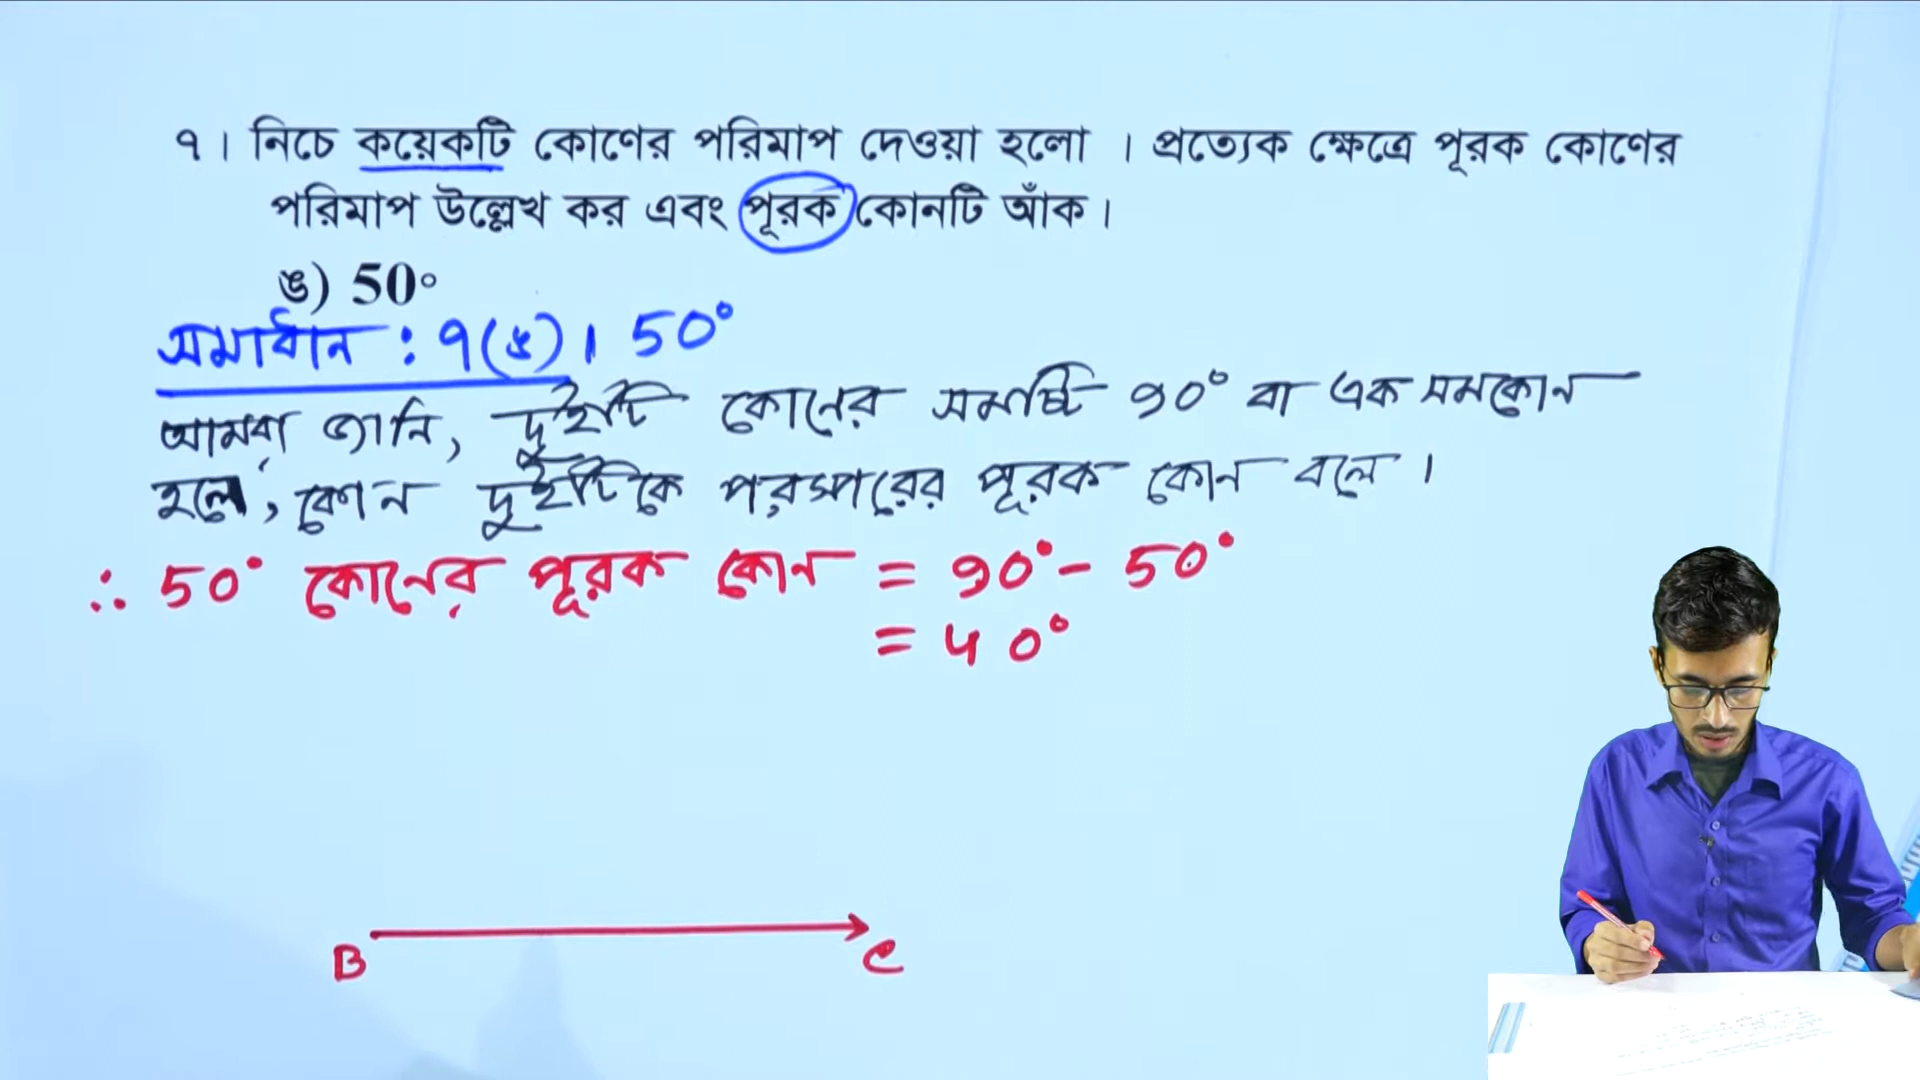 ৭। নিচে কয়েকটি কোণের পরিমাপ দেওয়া হলো । প্রত্যেক ক্ষেত্রে পূরক কোণের
পরিমাপ উল্লেখ কর এবং পূরক কোনটি আঁক।
ঙ) 50°
সমাধান : ৭(ঙ)। 50°
আমরা জানি, দুইটি কোনের সমষ্টি 90° বা এক সমকোন
হলে, কোন দুইটিকে পরস্পরের পূরক কোন বলে ।
∴ 50° কোনের পূরক কোন = 90° - 50°
= 40°
B C